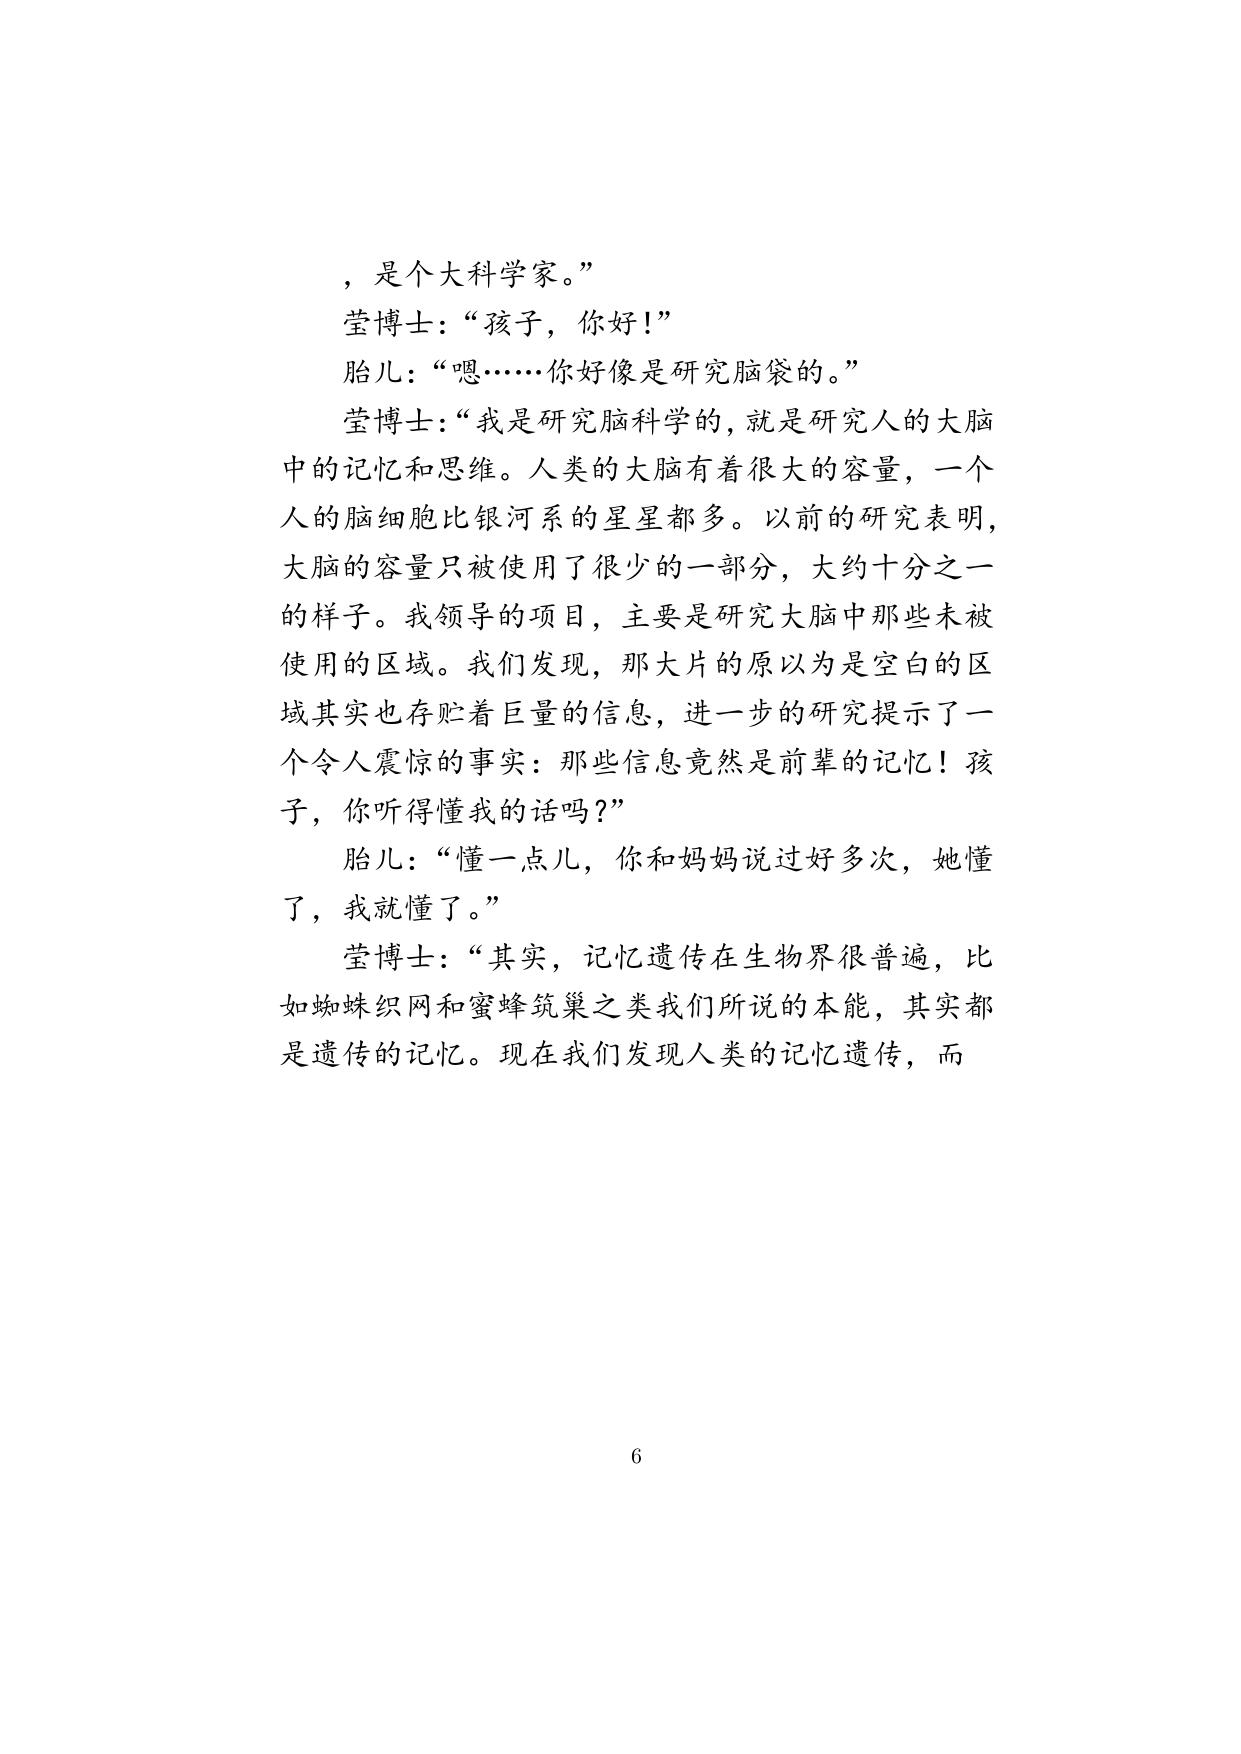 ，是个大科学家。”
莹博士：“孩子，你好！”
胎儿：“嗯……你好像是研究脑袋的。”
莹博士：“我是研究脑科学的，就是研究人的大脑
中的记忆和思维。人类的大脑有着很大的容量，一个
人的脑细胞比银河系的星星都多。以前的研究表明，
大脑的容量只被使用了很少的一部分，大约十分之一
的样子。我领导的项目，主要是研究大脑中那些未被
使用的区域。我们发现，那大片的原以为是空白的区
域其实也存贮着巨量的信息，进一步的研究提示了一
个令人震惊的事实：那些信息竟然是前辈的记忆！孩
子，你听得懂我的话吗？”
胎儿：“懂一点儿，你和妈妈说过好多次，她懂
了，我就懂了。”
莹博士：“其实，记忆遗传在生物界很普遍，比
如蜘蛛织网和蜜蜂筑巢之类我们所说的本能，其实都
是遗传的记忆。现在我们发现人类的记忆遗传，而
6